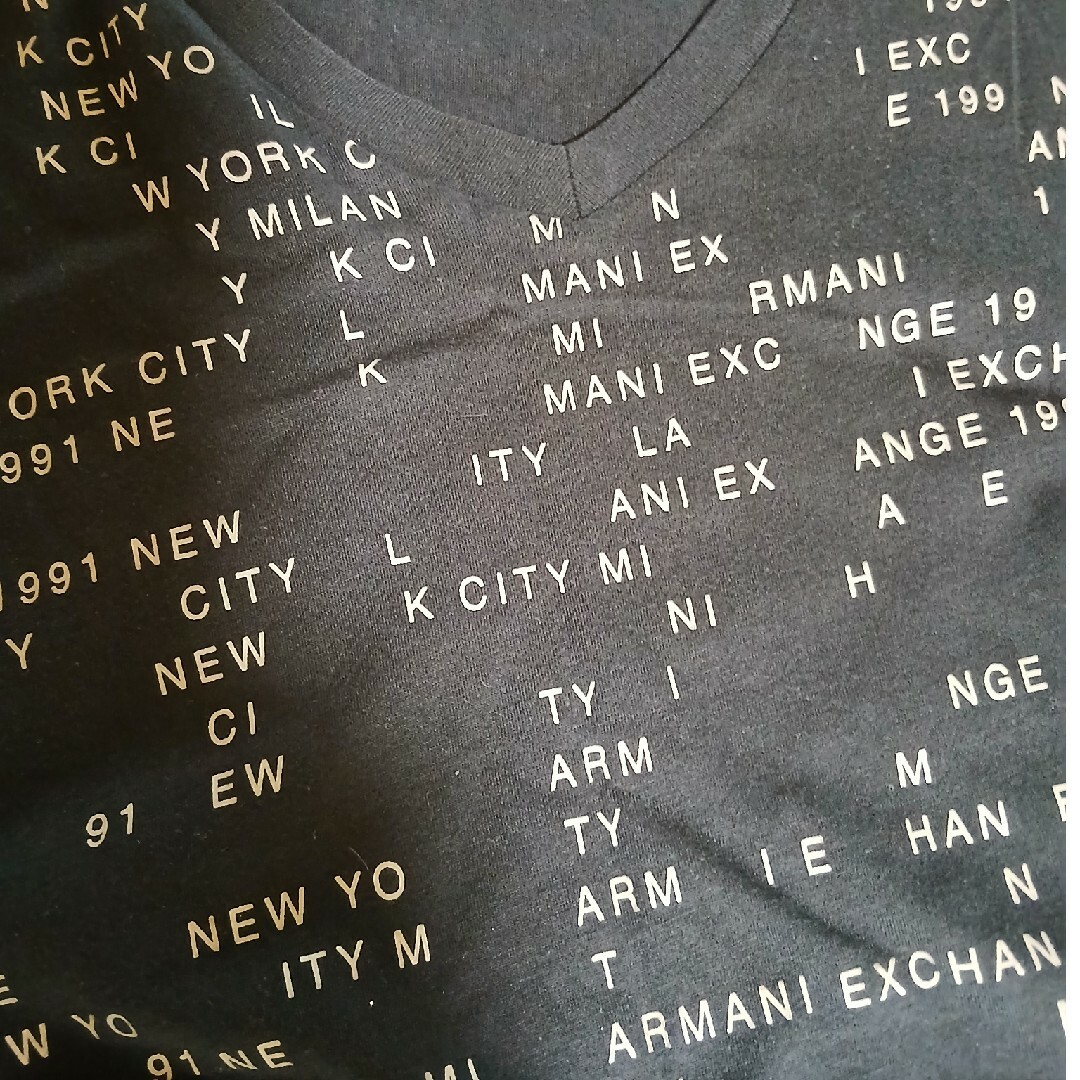 K CITY
NEW YO IL I EXC
K CI E 199 N
W YORK C
Y MILAN M N 1
Y K CI MANI EX
ORK CITY L MI RMANI
991 NE K MANI EXC NGE 19
ITY LA I EXCH
1991 NEW ANI EX ANGE 199
Y CITY L A E
NEW K CITY MI H
CI NI
EW TY I NGE
91 ARM M
NEW YO TY HAN
ITY M ARM I E N
E T
W YO ARMANI EXCHAN
91 NE